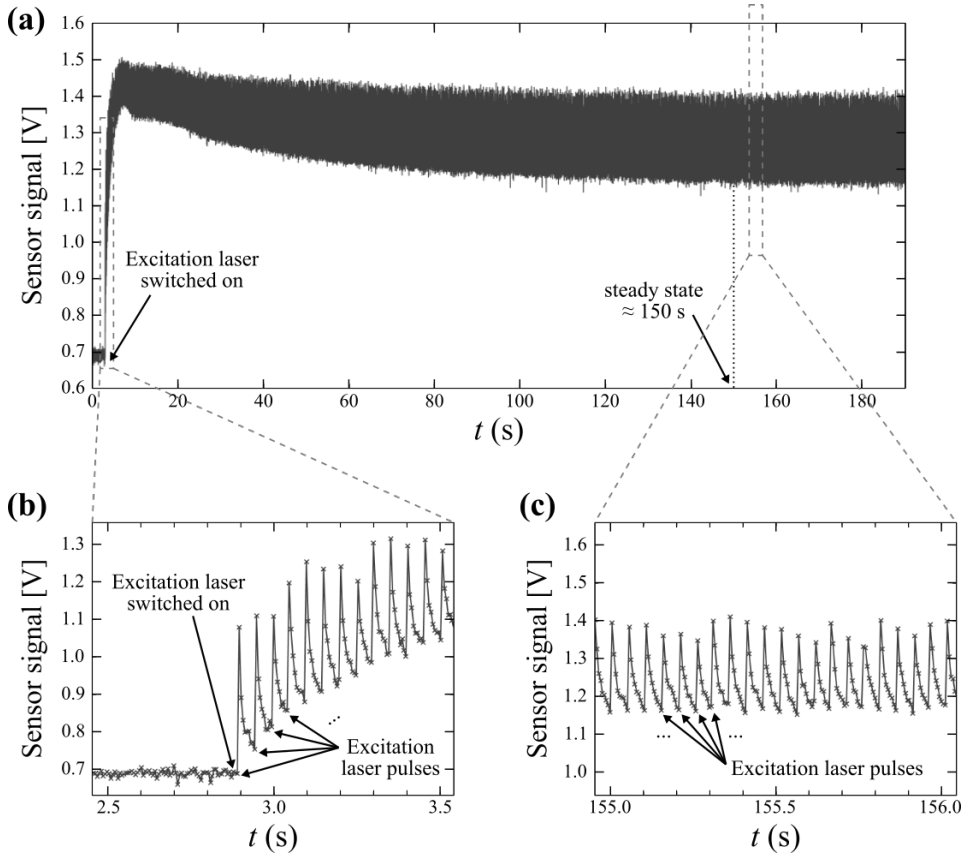 (a)
1.6
1.5
1.4
1.3
1.2
1.1
1.0
0.9
0.8
0.7
0.6
Sensor signal [V]
Excitation laser
switched on
steady state
≈ 150 s
0 20 40 60 80 100 120 140 160 180
t (s)
(b)
1.3
1.2
1.1
1.0
0.9
0.8
0.7
Sensor signal [V]
Excitation laser
switched on
...
Excitation
laser pulses
2.5 3.0 3.5
t (s)
(c)
1.6
1.5
1.4
1.3
1.2
1.1
1.0
Sensor signal [V]
... ...
Excitation laser pulses
155.0 155.5 156.0
t (s)